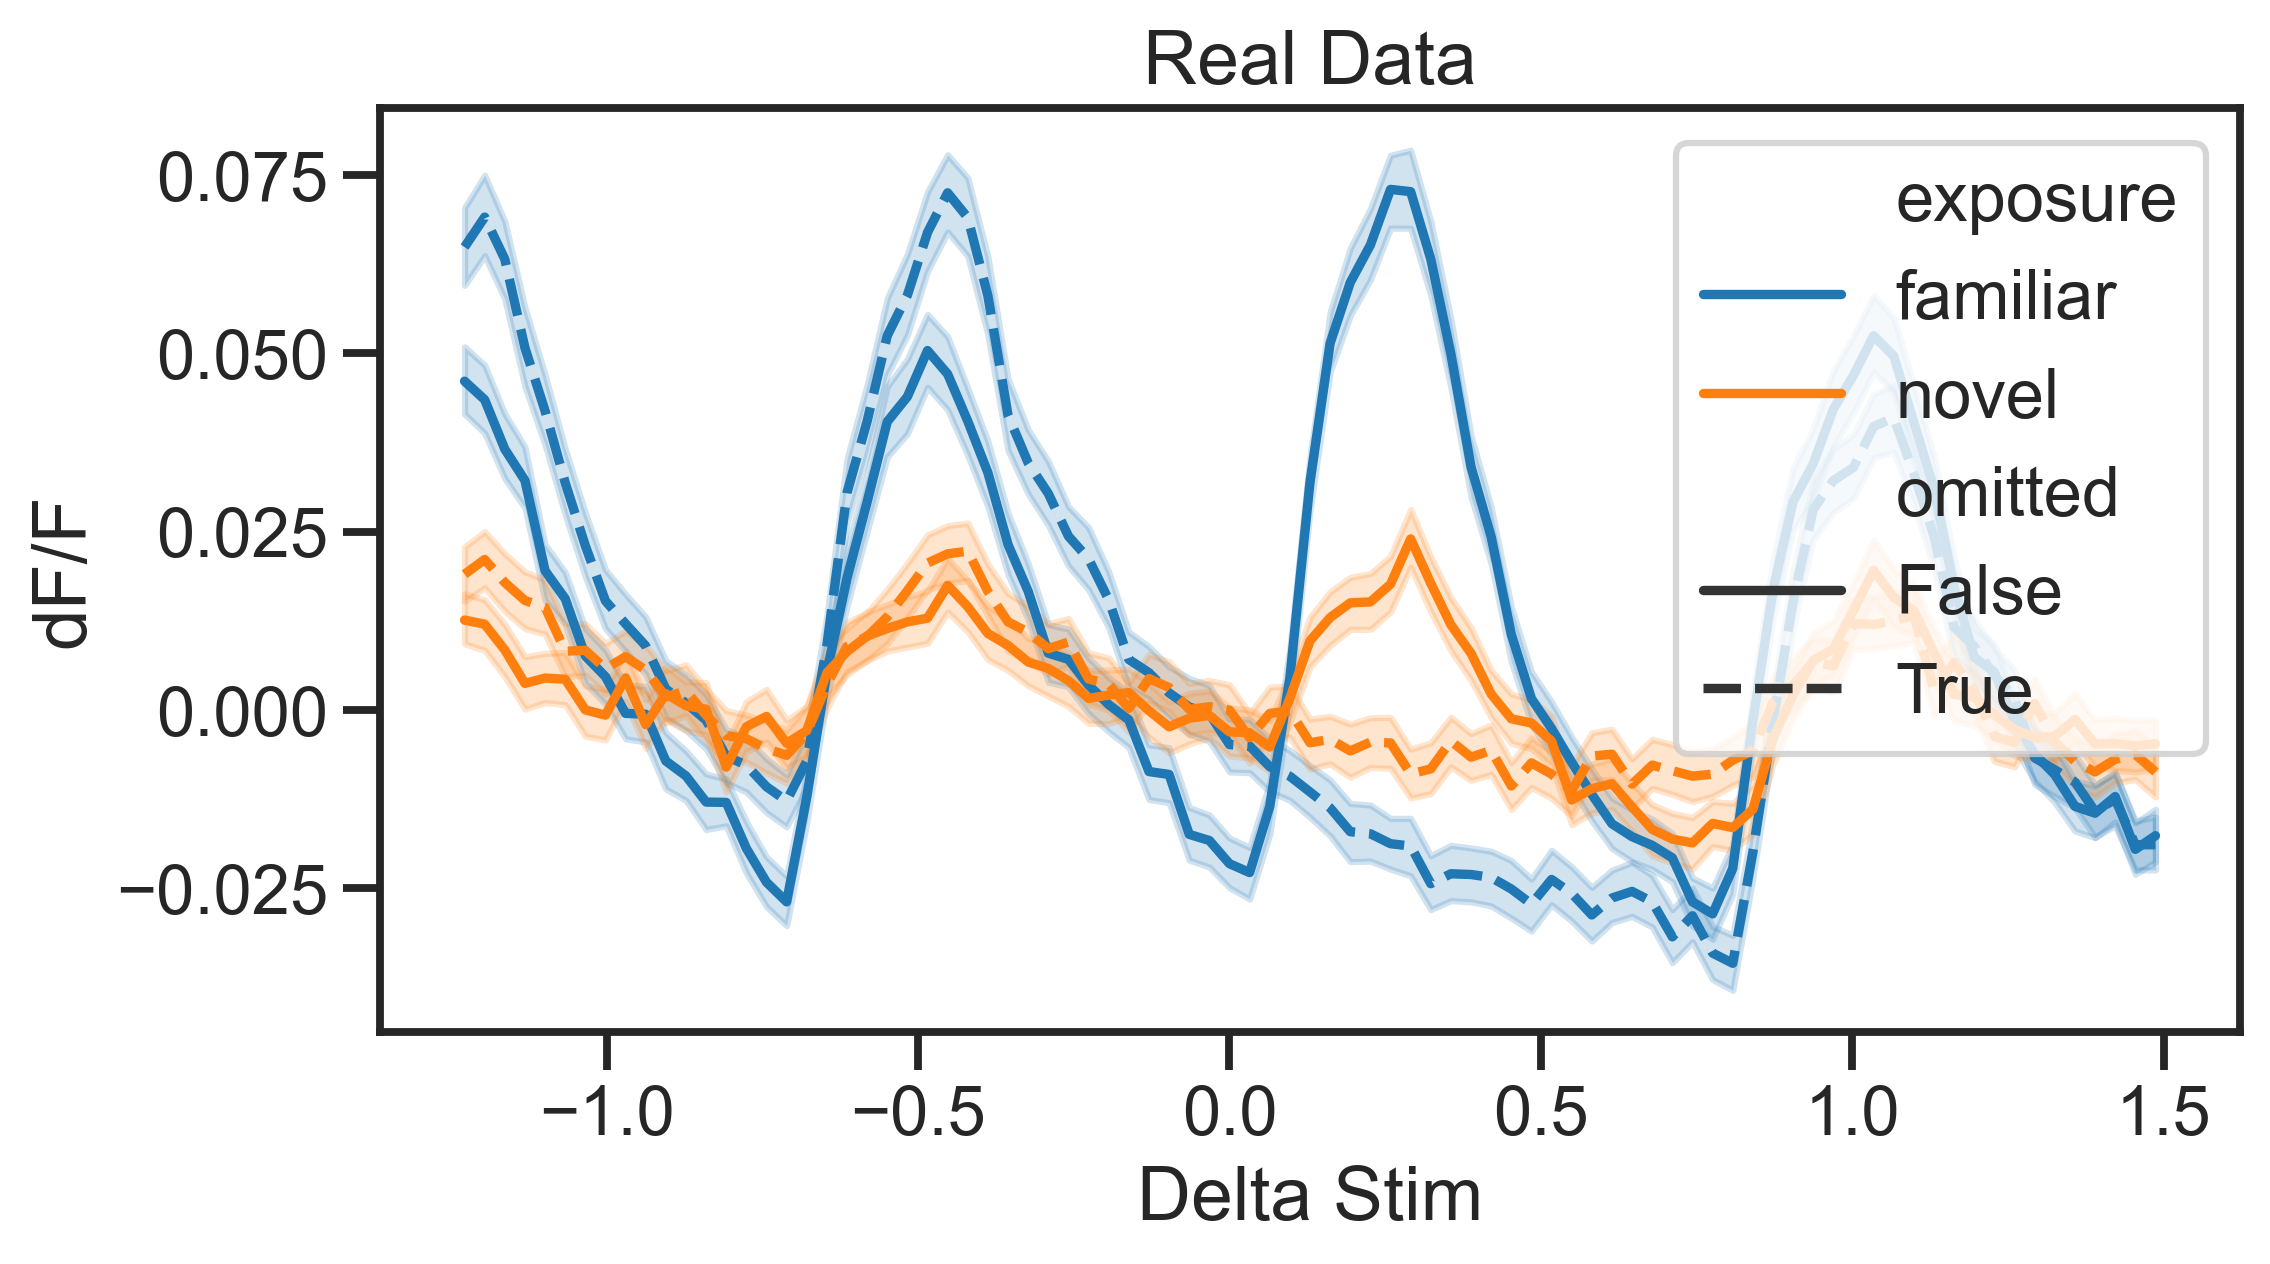 Real Data
0.075
0.050
0.025
0.000
−0.025
dF/F
exposure
familiar
novel
omitted
False
True
−1.0 −0.5 0.0 0.5 1.0 1.5
Delta Stim